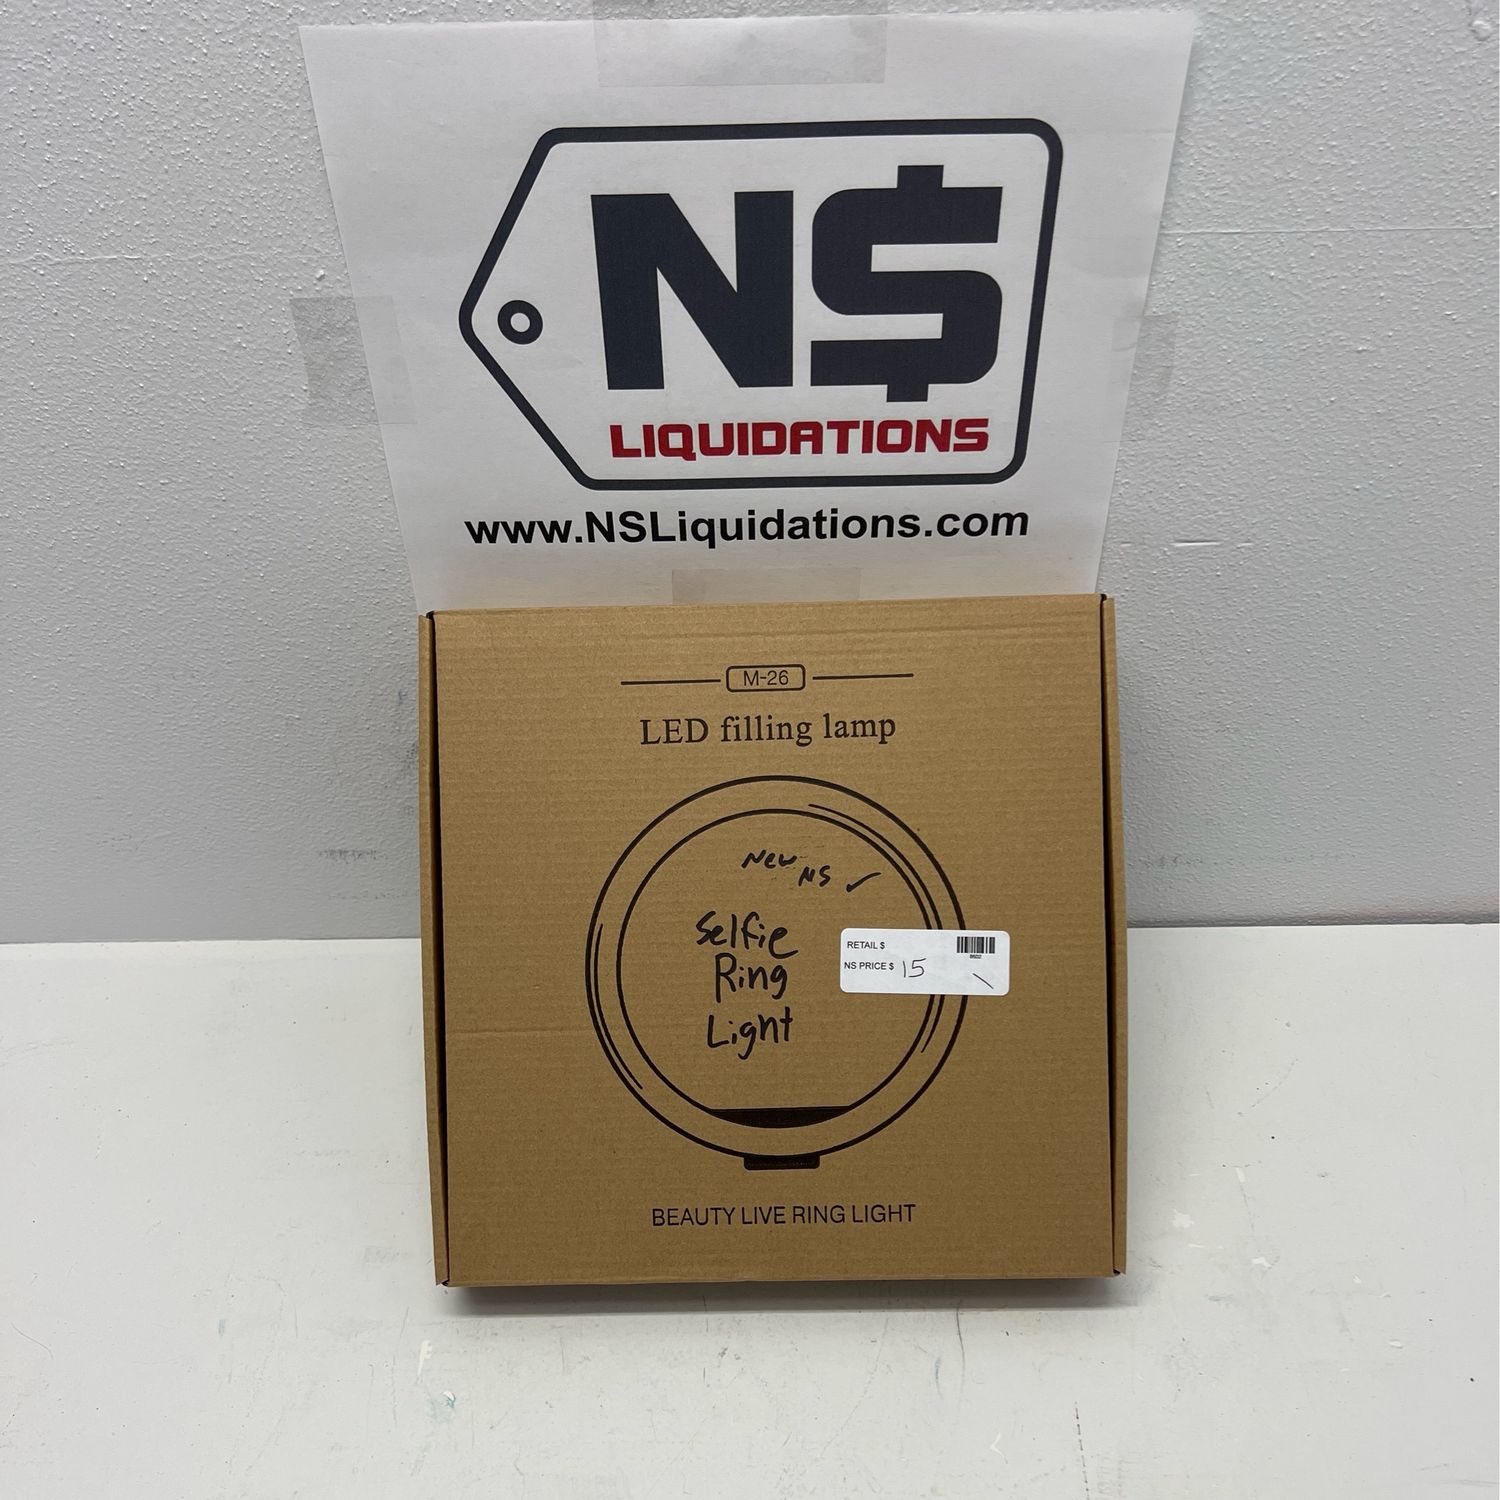 N$
LIQUIDATIONS
www.NSLiquidations.com
M-26
LED filling lamp
New
NS ✓
Selfie
Ring
Light
RETAIL $
NS PRICE $ 15
BEAUTY LIVE RING LIGHT